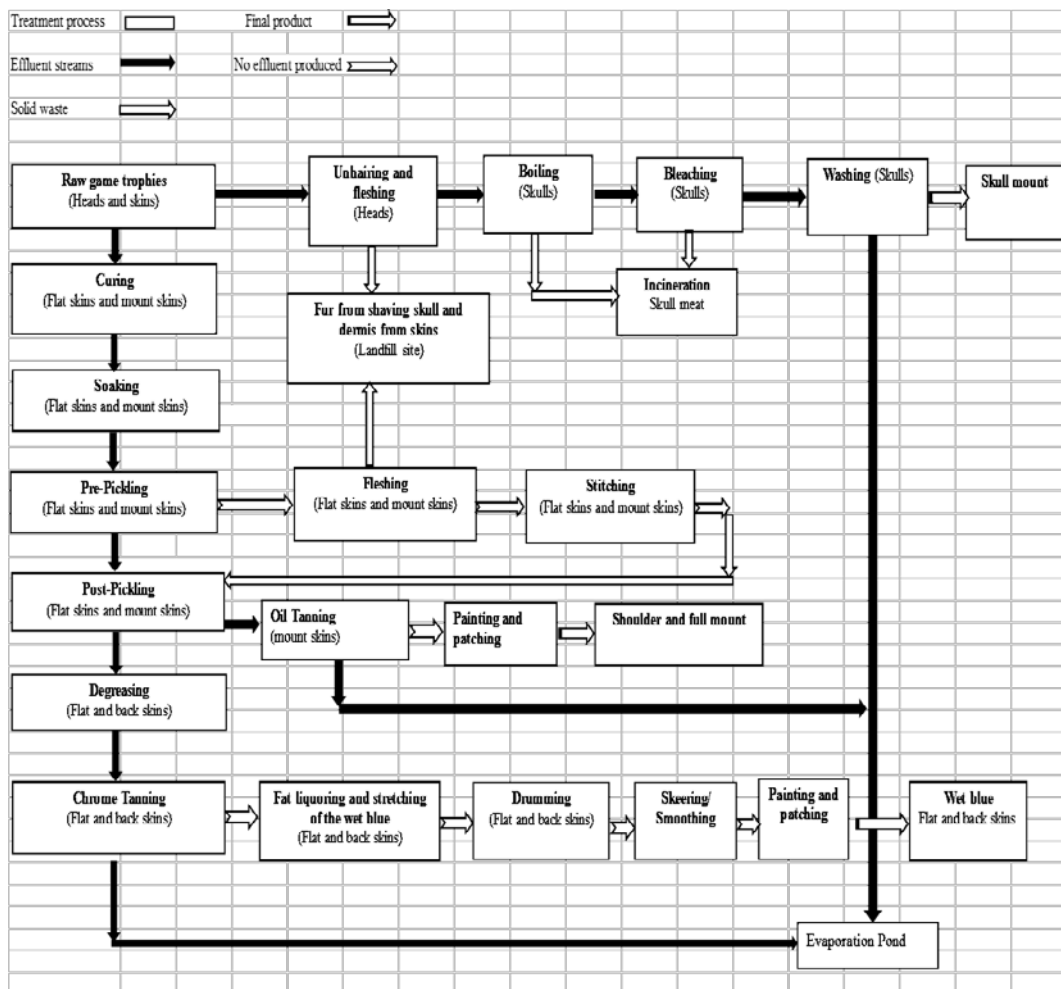 Treatment process
Final product
Effluent streams
No effluent produced
Solid waste
Raw game trophies
(Heads and skins)
Unhairing and
fleshing
(Heads)
Boiling
(Skulls)
Bleaching
(Skulls)
Washing (Skulls)
Skull mount
Curing
(Flat skins and mount skins)
Fur from shaving skull and
dermis from skins
(Landfill site)
Incineration
Skull meat
Soaking
(Flat skins and mount skins)
Pre-Pickling
(Flat skins and mount skins)
Fleshing
(Flat skins and mount skins)
Stitching
(Flat skins and mount skins)
Post-Pickling
(Flat skins and mount skins)
Oil Tanning
(mount skins)
Painting and
patching
Shoulder and full mount
Degreasing
(Flat and back skins)
Chrome Tanning
(Flat and back skins)
Fat liquoring and stretching
of the wet blue
(Flat and back skins)
Drumming
(Flat and back skins)
Skeering/
Smoothing
Painting and
patching
Wet blue
Flat and back skins
Evaporation Pond